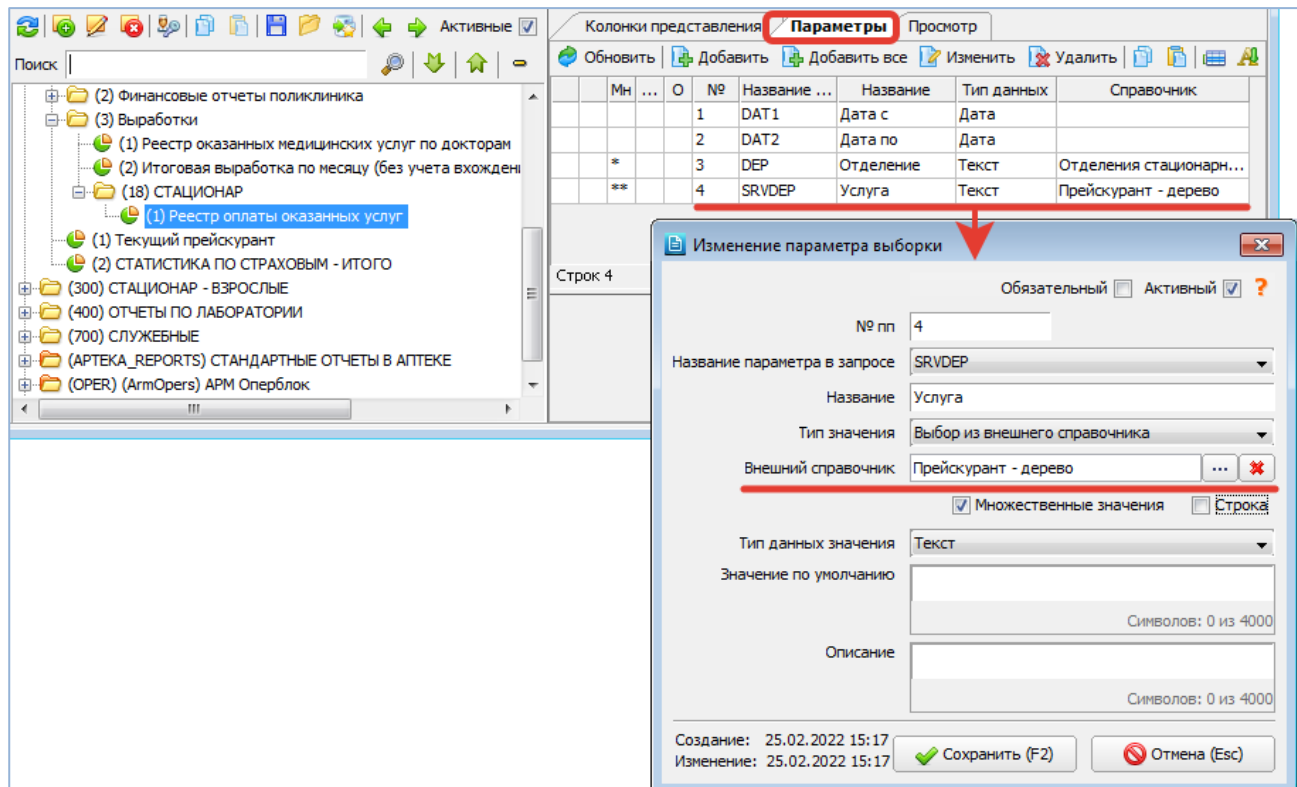 Активные
Колонки представления Параметры Просмотр
Поиск
Обновить Добавить Добавить все Изменить Удалить
(2) Финансовые отчеты поликлиника
(3) Выработки
(1) Реестр оказанных медицинских услуг по докторам
(2) Итоговая выработка по месяцу (без учета вхожден
(18) СТАЦИОНАР
(1) Реестр оплаты оказанных услуг
(1) Текущий прейскурант
(2) СТАТИСТИКА ПО СТРАХОВЫМ - ИТОГО
(300) СТАЦИОНАР - ВЗРОСЛЫЕ
(400) ОТЧЕТЫ ПО ЛАБОРАТОРИИ
(700) СЛУЖЕБНЫЕ
(APTEKA_REPORTS) СТАНДАРТНЫЕ ОТЧЕТЫ В АПТЕКЕ
(OPER) (ArmOpers) АРМ Оперблок
Мн ... О № Название ... Название Тип данных Справочник
1 DAT1 Дата с Дата
2 DAT2 Дата по Дата
* 3 DEP Отделение Текст Отделения стационарн...
** 4 SRVDEP Услуга Текст Прейскурант - дерево
Строк 4
Изменение параметра выборки
Обязательный Активный ?
№ пп 4
Название параметра в запросе SRVDEP
Название Услуга
Тип значения Выбор из внешнего справочника
Внешний справочник Прейскурант - дерево ...
Множественные значения Строка
Тип данных значения Текст
Значение по умолчанию
Символов: 0 из 4000
Описание
Символов: 0 из 4000
Создание: 25.02.2022 15:17
Изменение: 25.02.2022 15:17
Сохранить (F2) Отмена (Esc)